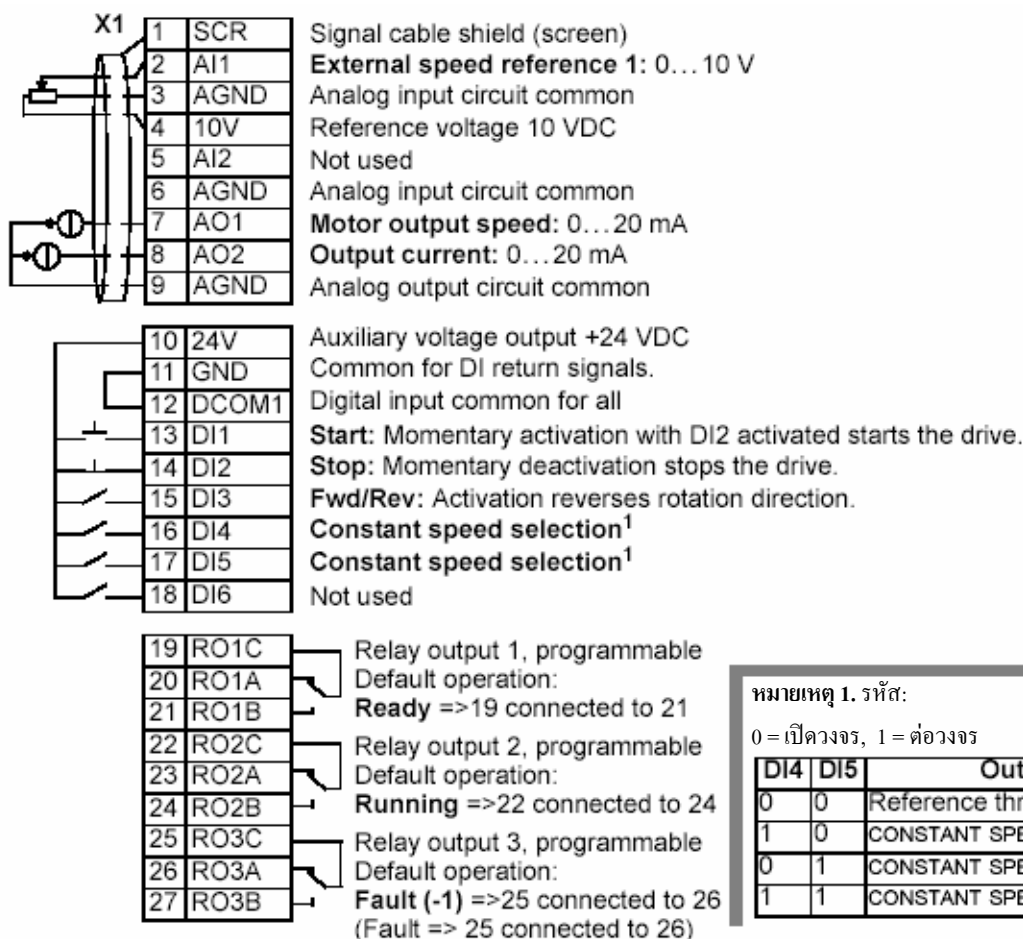 X1
1 SCR Signal cable shield (screen)
2 AI1 External speed reference 1: 0…10 V
3 AGND Analog input circuit common
4 10V Reference voltage 10 VDC
5 AI2 Not used
6 AGND Analog input circuit common
7 AO1 Motor output speed: 0…20 mA
8 AO2 Output current: 0…20 mA
9 AGND Analog output circuit common
10 24V Auxiliary voltage output +24 VDC
11 GND Common for DI return signals.
12 DCOM1 Digital input common for all
13 DI1 Start: Momentary activation with DI2 activated starts the drive.
14 DI2 Stop: Momentary deactivation stops the drive.
15 DI3 Fwd/Rev: Activation reverses rotation direction.
16 DI4 Constant speed selection¹
17 DI5 Constant speed selection¹
18 DI6 Not used
19 RO1C Relay output 1, programmable
20 RO1A Default operation:
21 RO1B Ready =>19 connected to 21
22 RO2C Relay output 2, programmable
23 RO2A Default operation:
24 RO2B Running =>22 connected to 24
25 RO3C Relay output 3, programmable
26 RO3A Default operation:
27 RO3B Fault (-1) =>25 connected to 26
(Fault => 25 connected to 26)
หมายเหตุ 1. รหัส:
0 = เปิดวงจร, 1 = ต่อวงจร
DI4 DI5 Out
0 0 Reference thr
1 0 CONSTANT SPE
0 1 CONSTANT SPE
1 1 CONSTANT SPE